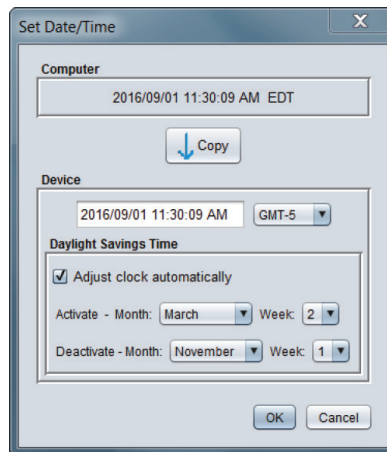 Set Date/Time
X
Computer
2016/09/01 11:30:09 AM EDT
Copy
Device
2016/09/01 11:30:09 AM GMT-5
Daylight Savings Time
Adjust clock automatically
Activate - Month: March Week: 2
Deactivate - Month: November Week: 1
OK Cancel